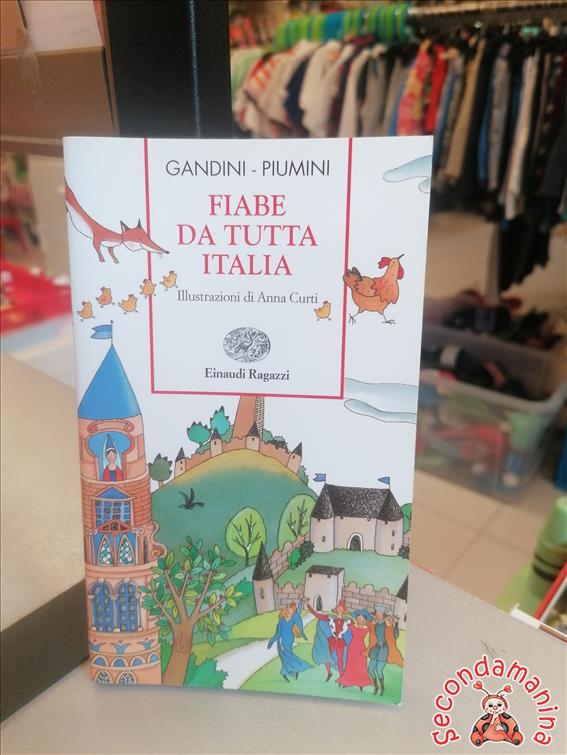 GANDINI - PIUMINI
FIABE
DA TUTTA
ITALIA
Illustrazioni di Anna Curti
Einaudi Ragazzi
Secondamanina